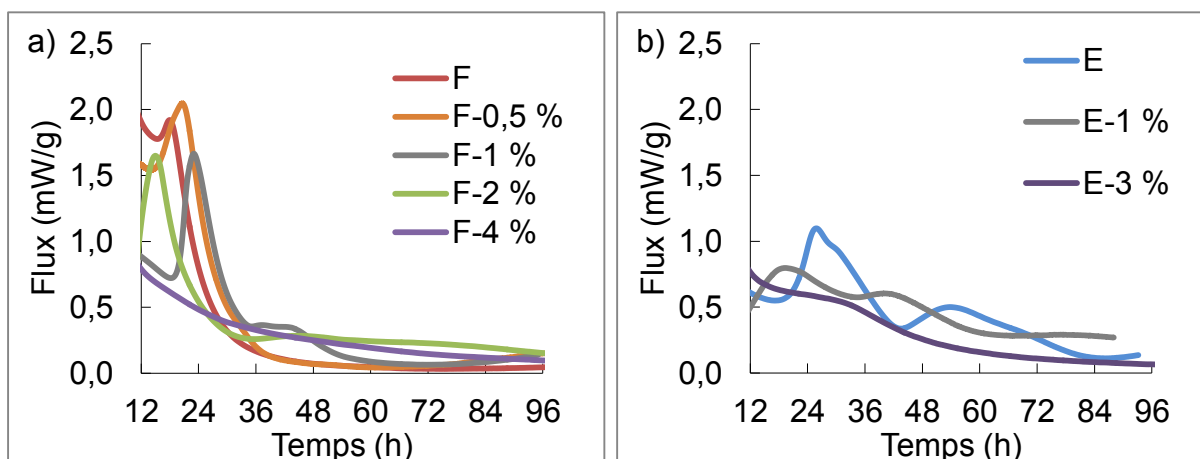 a)
2,5
2,0
1,5
1,0
0,5
0,0
Flux (mW/g)
12 24 36 48 60 72 84 96
Temps (h)
F
F-0,5 %
F-1 %
F-2 %
F-4 %
b)
2,5
2,0
1,5
1,0
0,5
0,0
Flux (mW/g)
12 24 36 48 60 72 84 96
Temps (h)
E
E-1 %
E-3 %